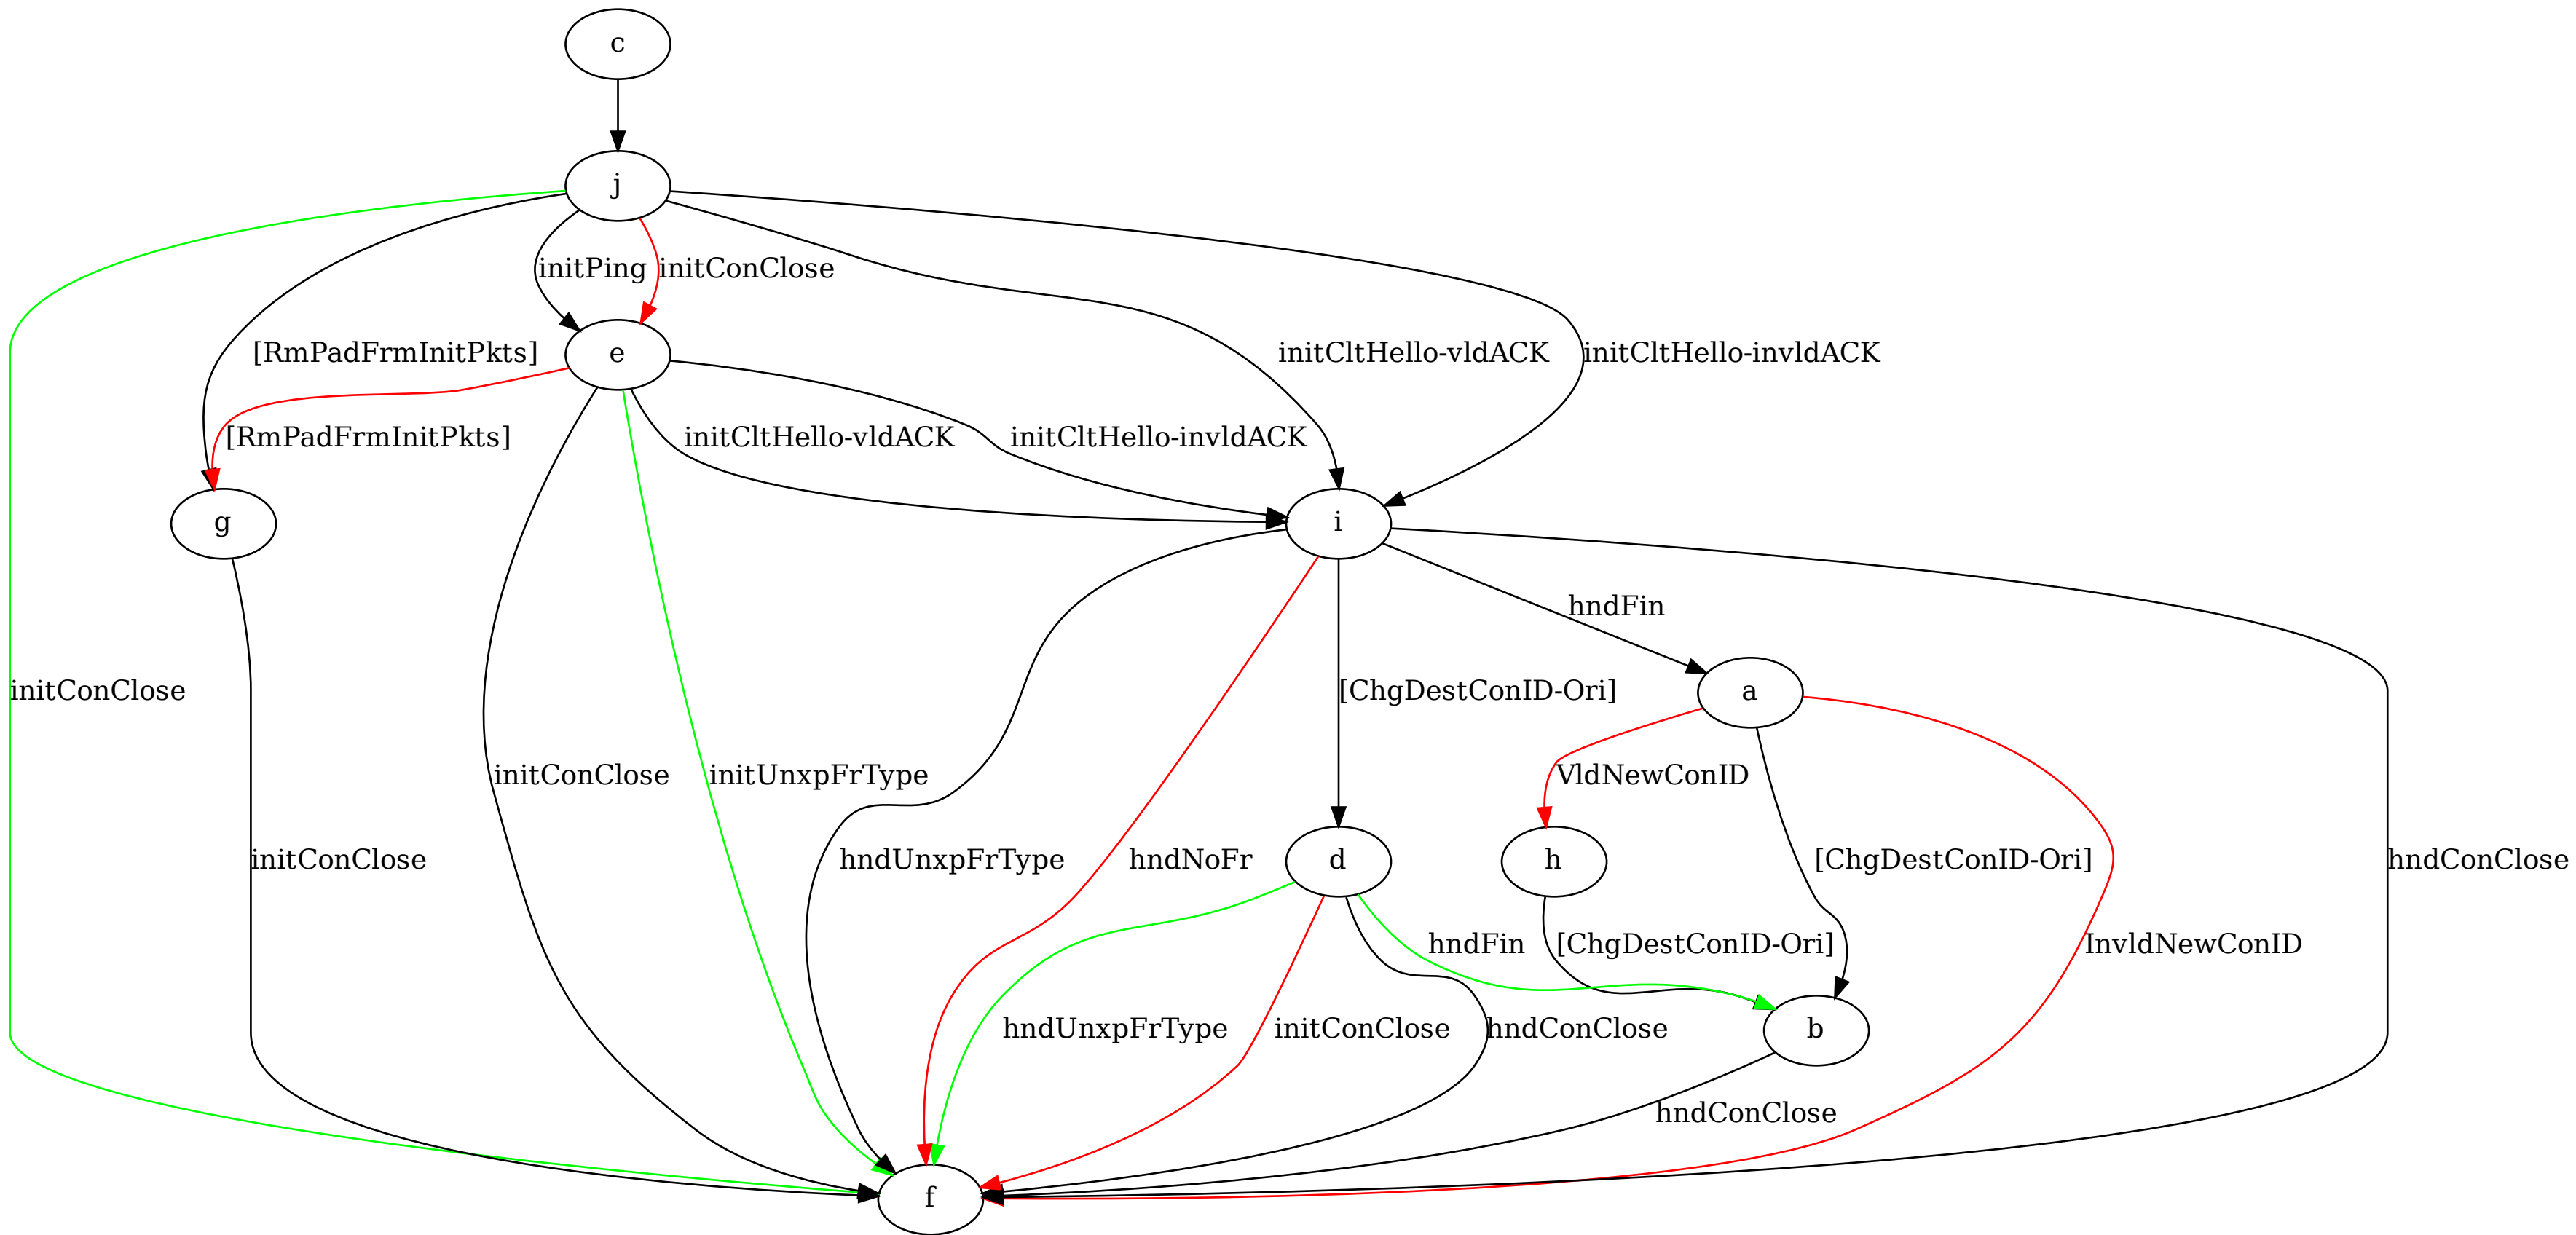 c
j
initPing
initConClose
[RmPadFrmInitPkts]
e
initCltHello-vldACK
initCltHello-invldACK
[RmPadFrmInitPkts]
initCltHello-vldACK
initCltHello-invldACK
g
i
hndFin
initConClose
[ChgDestConID-Ori]
a
initConClose
initUnxpFrType
VldNewConID
initConClose
hndUnxpFrType
hndNoFr
d
h
[ChgDestConID-Ori]
hndConClose
hndFin
[ChgDestConID-Ori]
InvldNewConID
hndUnxpFrType
initConClose
hndConClose
b
hndConClose
f